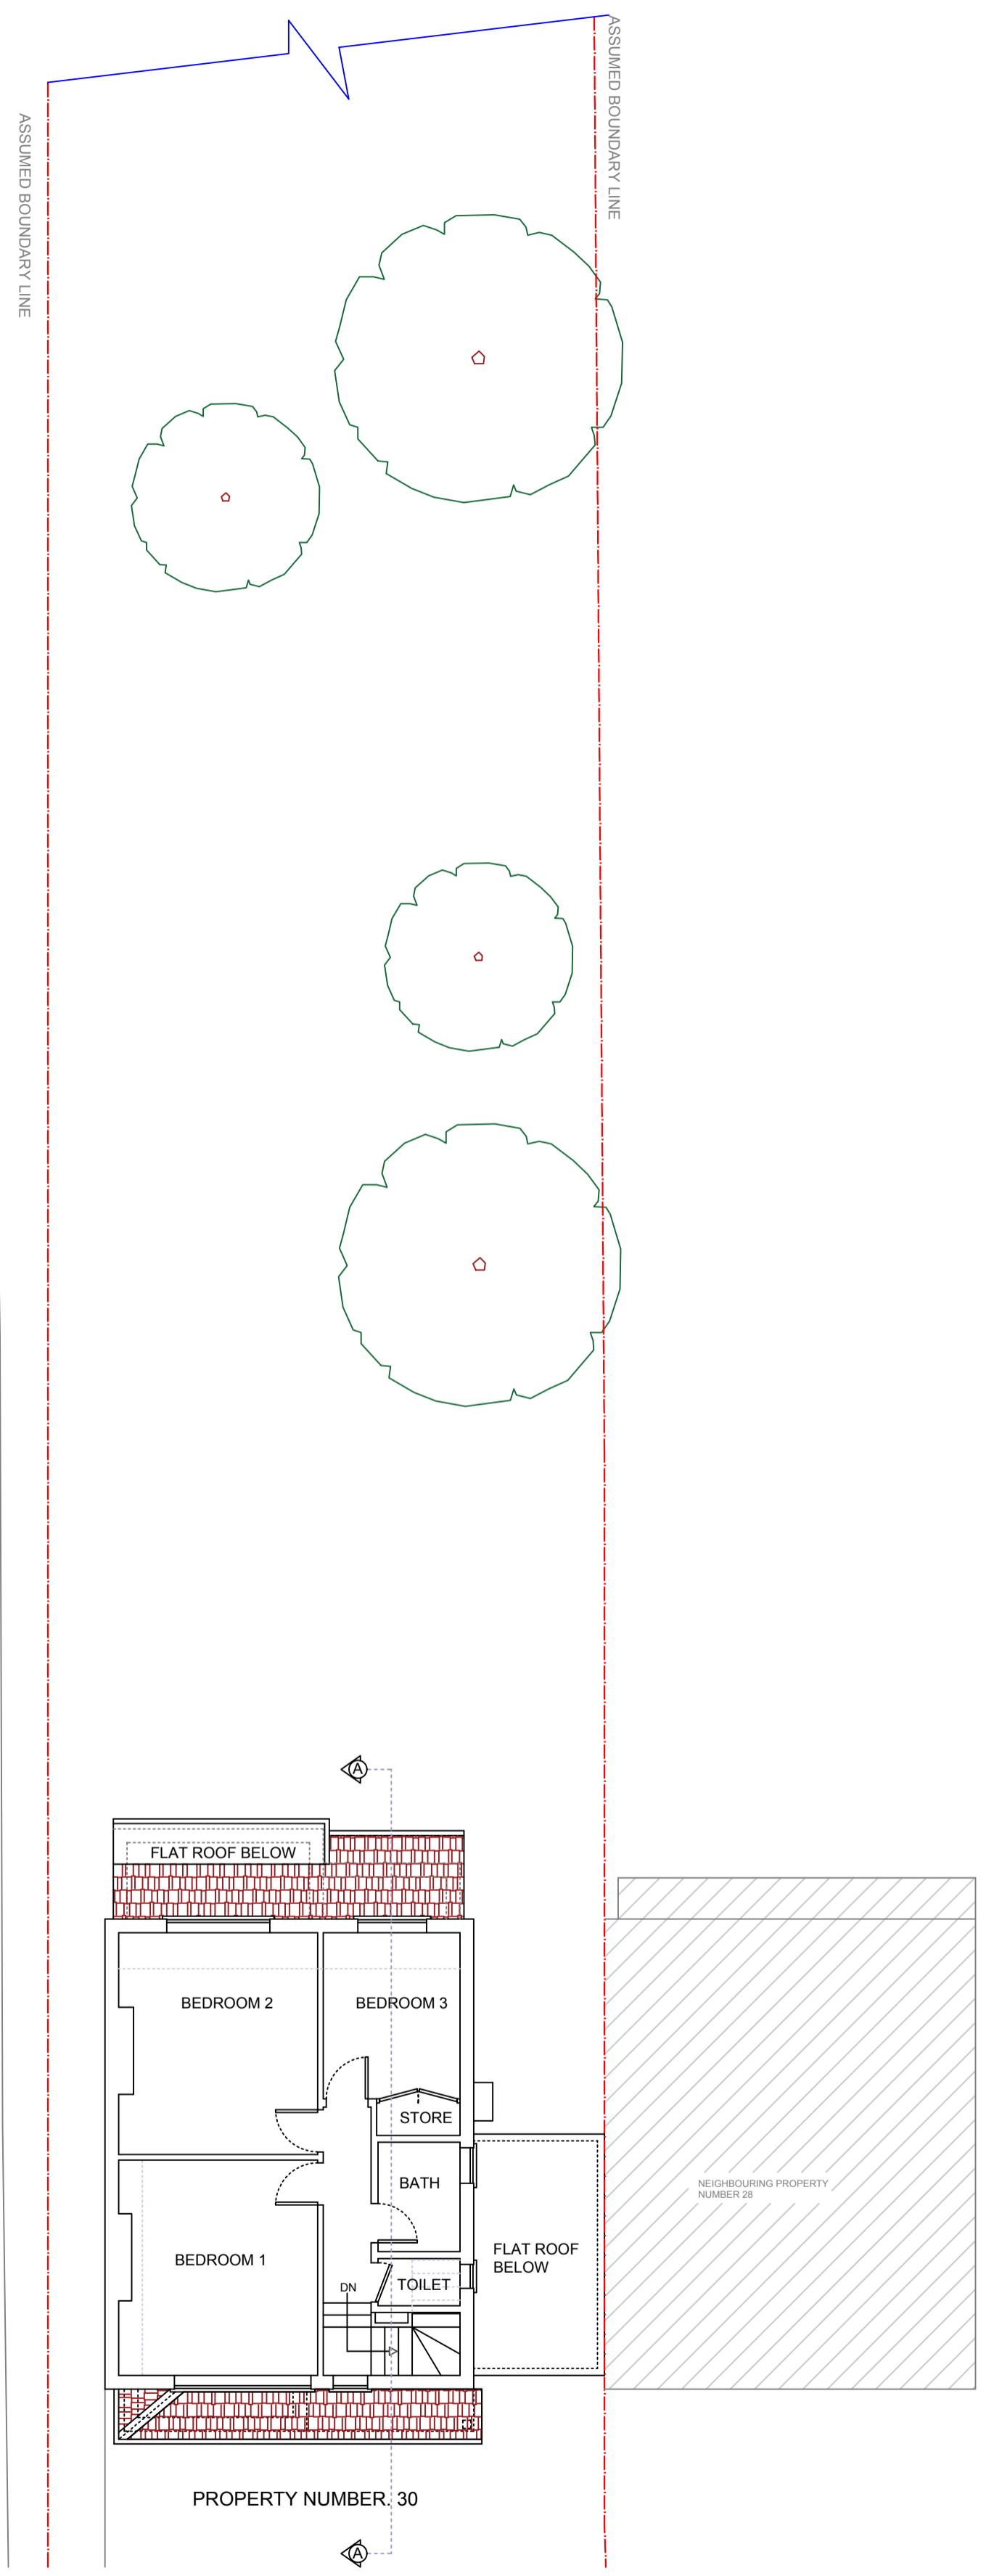 ASSUMED BOUNDARY LINE
ASSUMED BOUNDARY LINE
A
FLAT ROOF BELOW
BEDROOM 2
BEDROOM 3
STORE
BATH
NEIGHBOURING PROPERTY
NUMBER 28
BEDROOM 1
FLAT ROOF
BELOW
TOILET
DN
PROPERTY NUMBER. 30
A